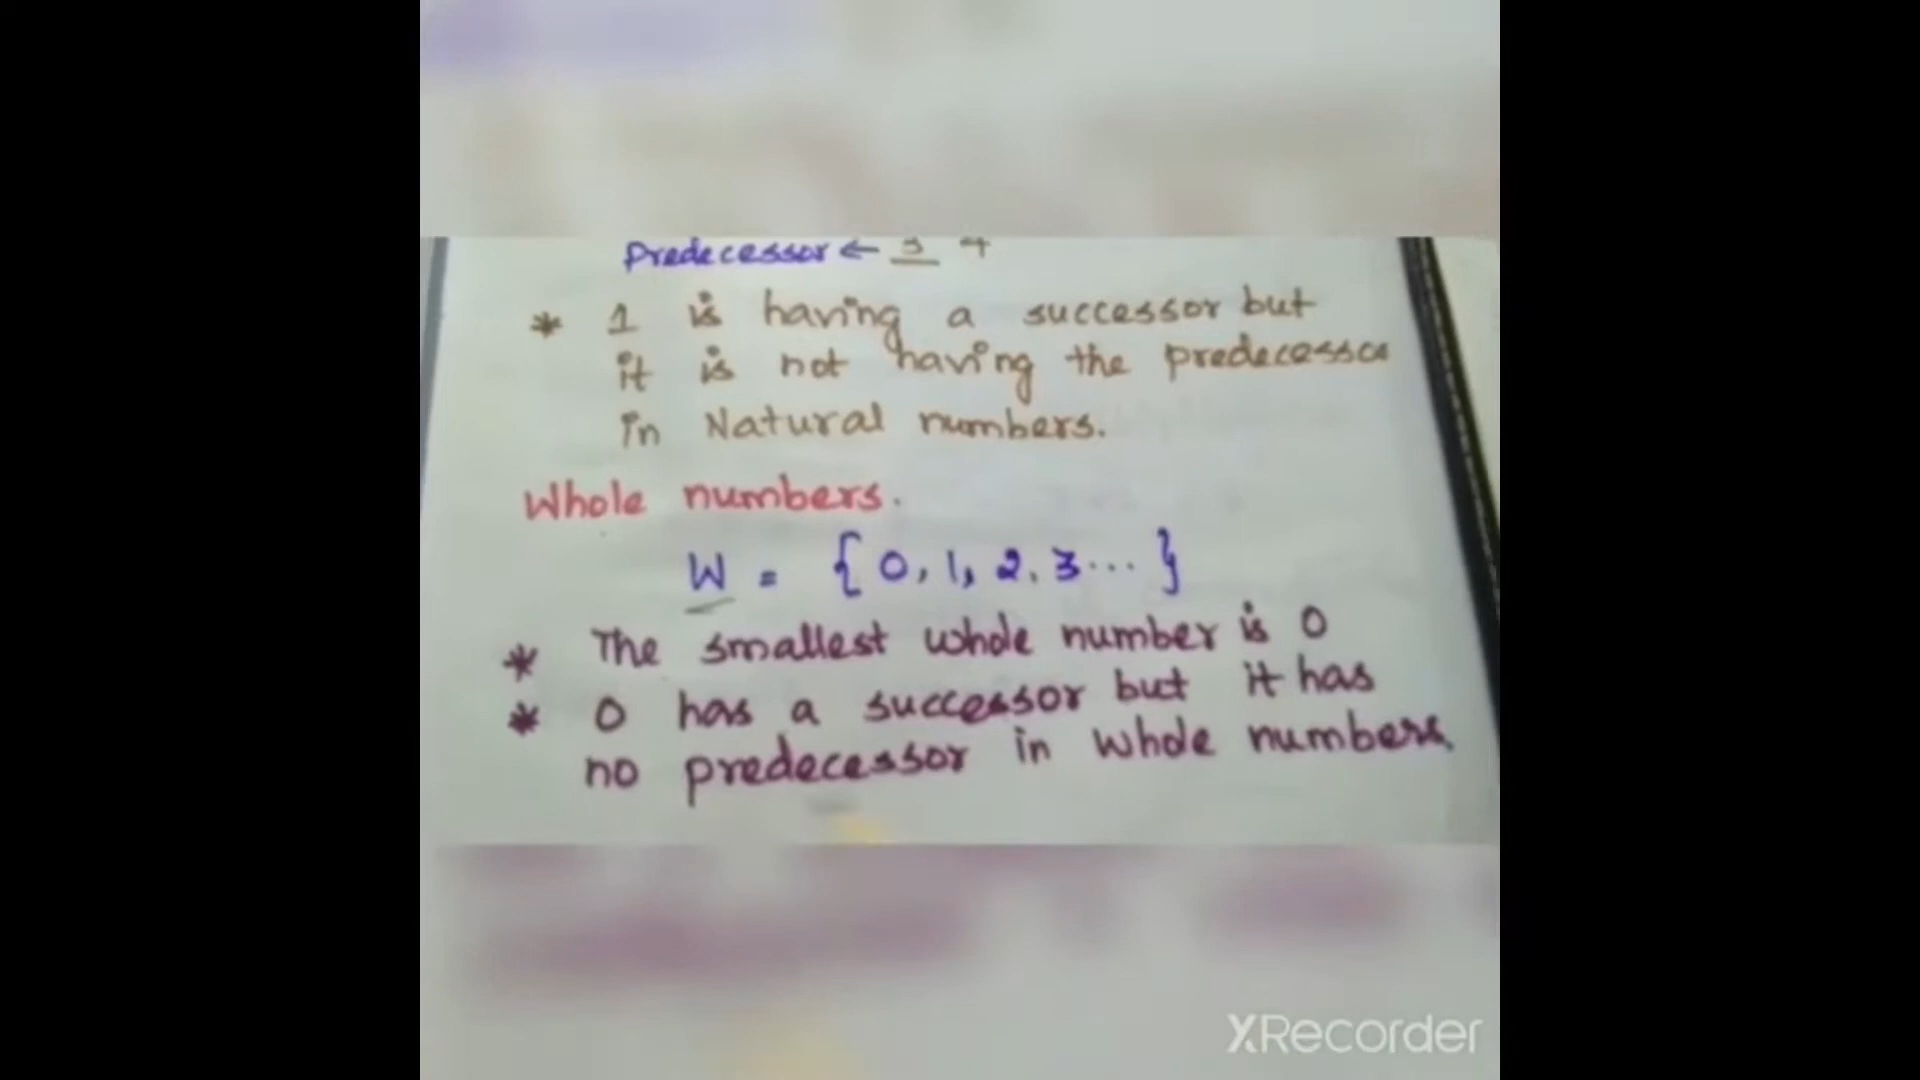 Predecessor ←
* 1 is having a successor but
it is not having the predecesso
in Natural numbers.
Whole numbers.
W = {0, 1, 2, 3... }
* The smallest whole number is 0
* 0 has a successor but it has
no predecessor in whole numbers.
XRecorder